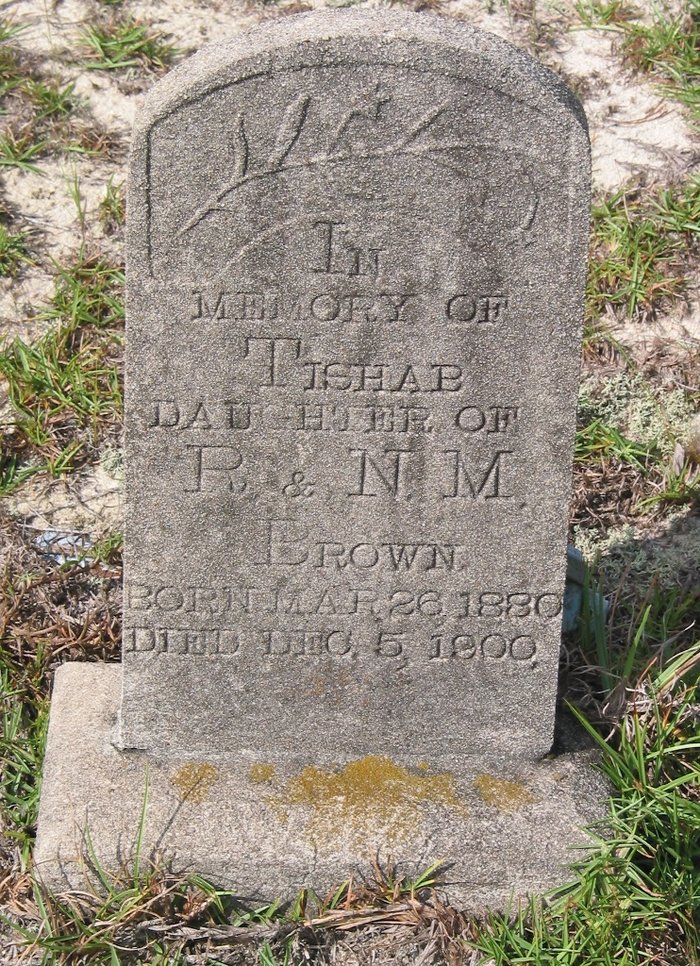 IN
MEMORY OF
TISHAB
DAUGHTER OF
R. & N. M.
BROWN.
BORN MAR. 26, 1880
DIED DEC. 5, 1900.